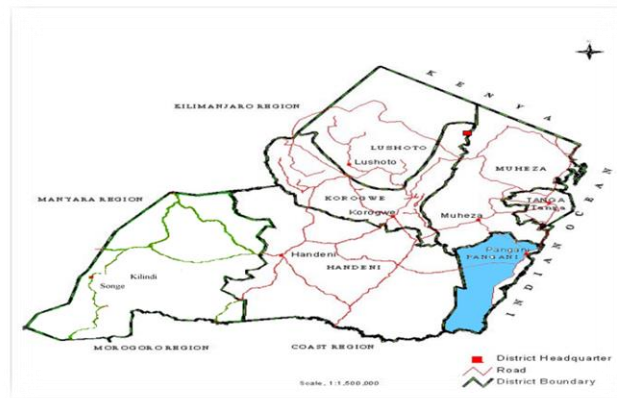 KENYA
KILIMANJARO REGION
LUSHOTO
Lushoto
MUHEZA
MANYARA REGION
KOROGWE
Korogwe
TANGA
Tanga
Muheza
INDIAN OCEAN
Handeni
HANDENI
Pangani
PANGANI
Kilindi
Songe
MOROGORO REGION
COAST REGION
District Headquarter
Road
District Boundary
Scale, 1:1,500,000